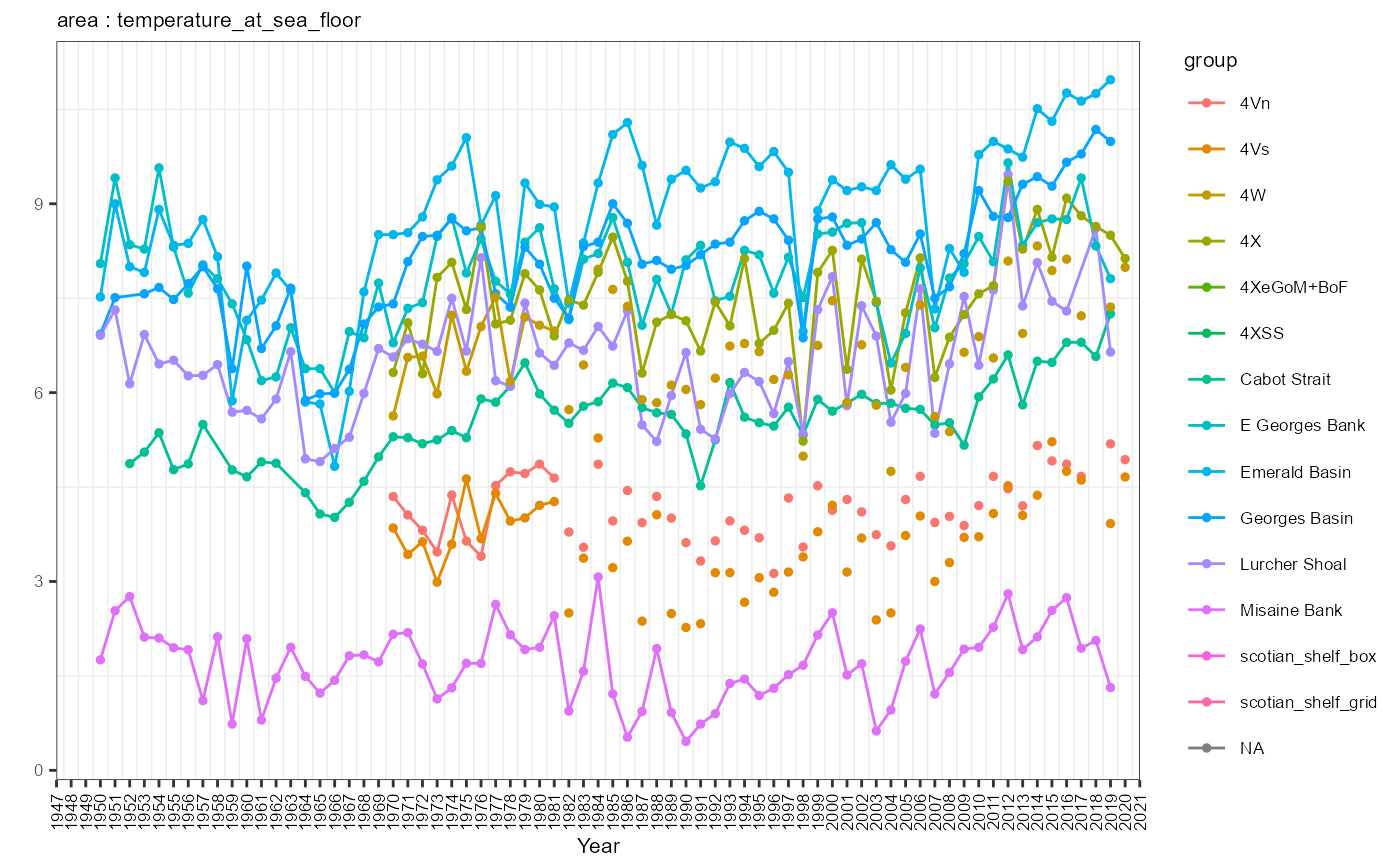 area : temperature_at_sea_floor
group
4Vn
4Vs
4W
4X
4XeGoM+BoF
4XSS
Cabot Strait
E Georges Bank
Emerald Basin
Georges Basin
Lurcher Shoal
Misaine Bank
scotian_shelf_box
scotian_shelf_grid
NA
9
6
3
0
1947 1948 1949 1950 1951 1952 1953 1954 1955 1956 1957 1958 1959 1960 1961 1962 1963 1964 1965 1966 1967 1968 1969 1970 1971 1972 1973 1974 1975 1976 1977 1978 1979 1980 1981 1982 1983 1984 1985 1986 1987 1988 1989 1990 1991 1992 1993 1994 1995 1996 1997 1998 1999 2000 2001 2002 2003 2004 2005 2006 2007 2008 2009 2010 2011 2012 2013 2014 2015 2016 2017 2018 2019 2020 2021
Year